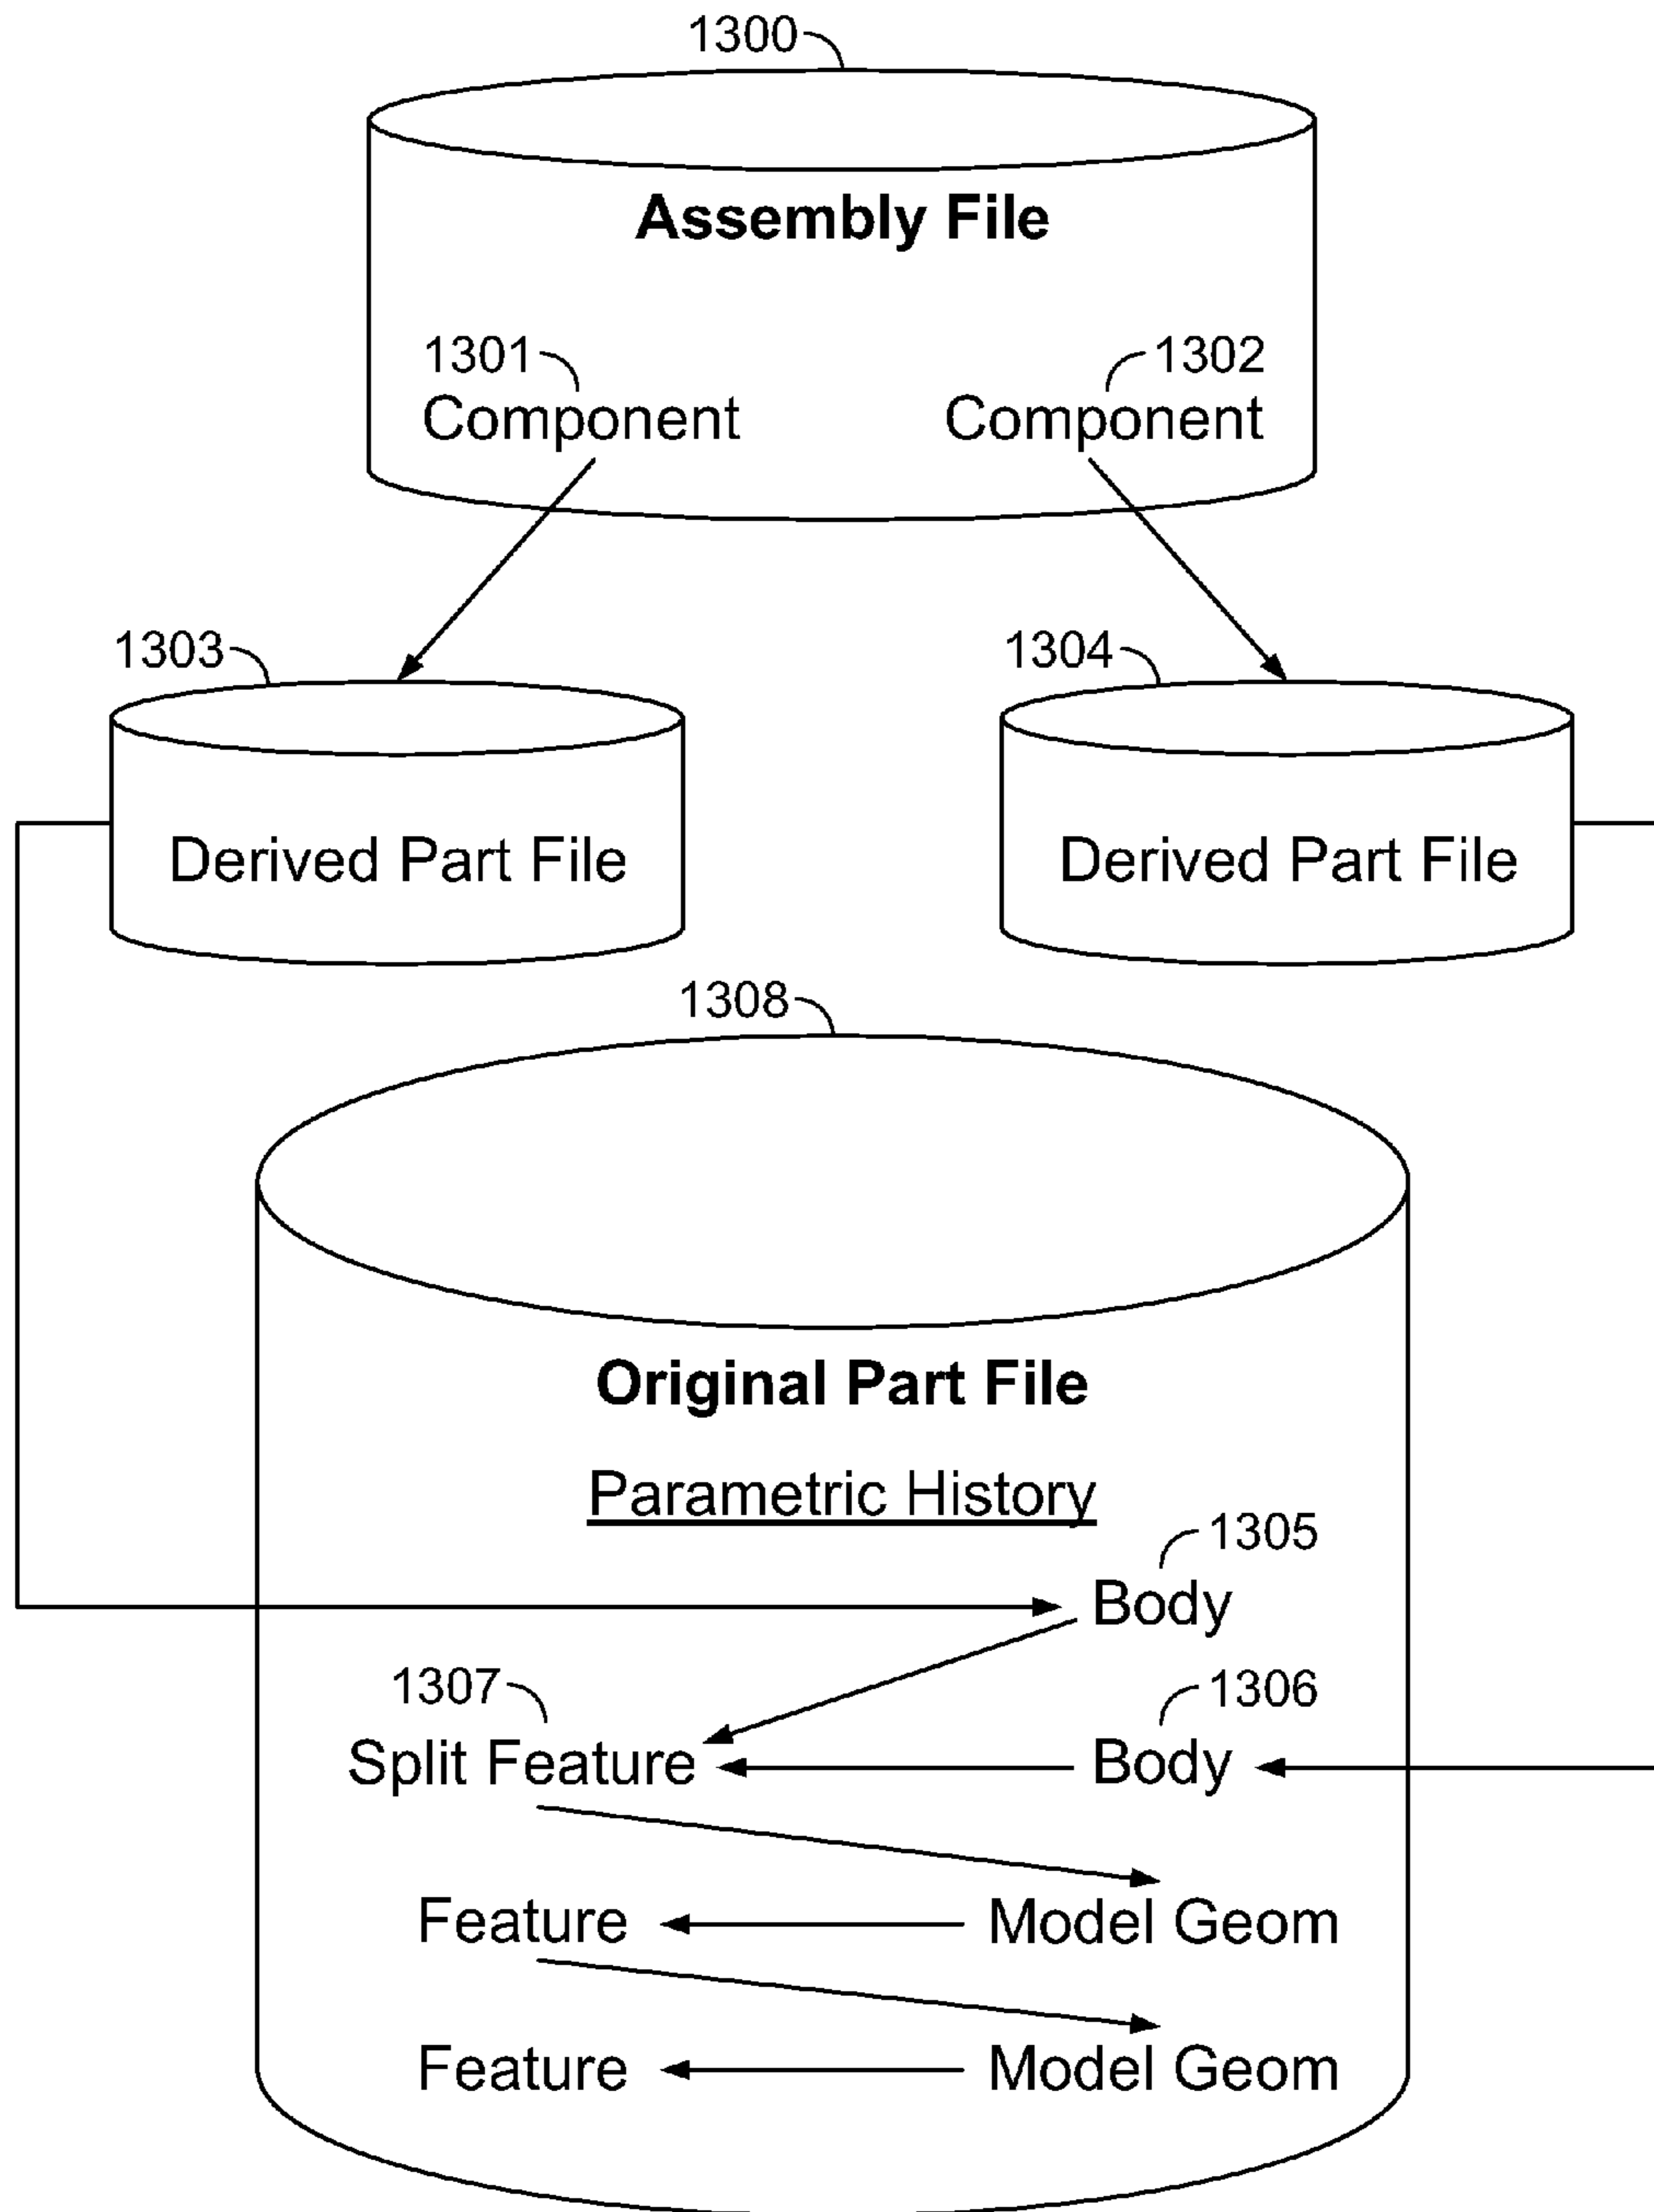 1300
Assembly File
1301 1302
Component Component
1303 1304
Derived Part File Derived Part File
1308
Original Part File
Parametric History
1305
Body
1307 1306
Split Feature Body
Feature Model Geom
Feature Model Geom